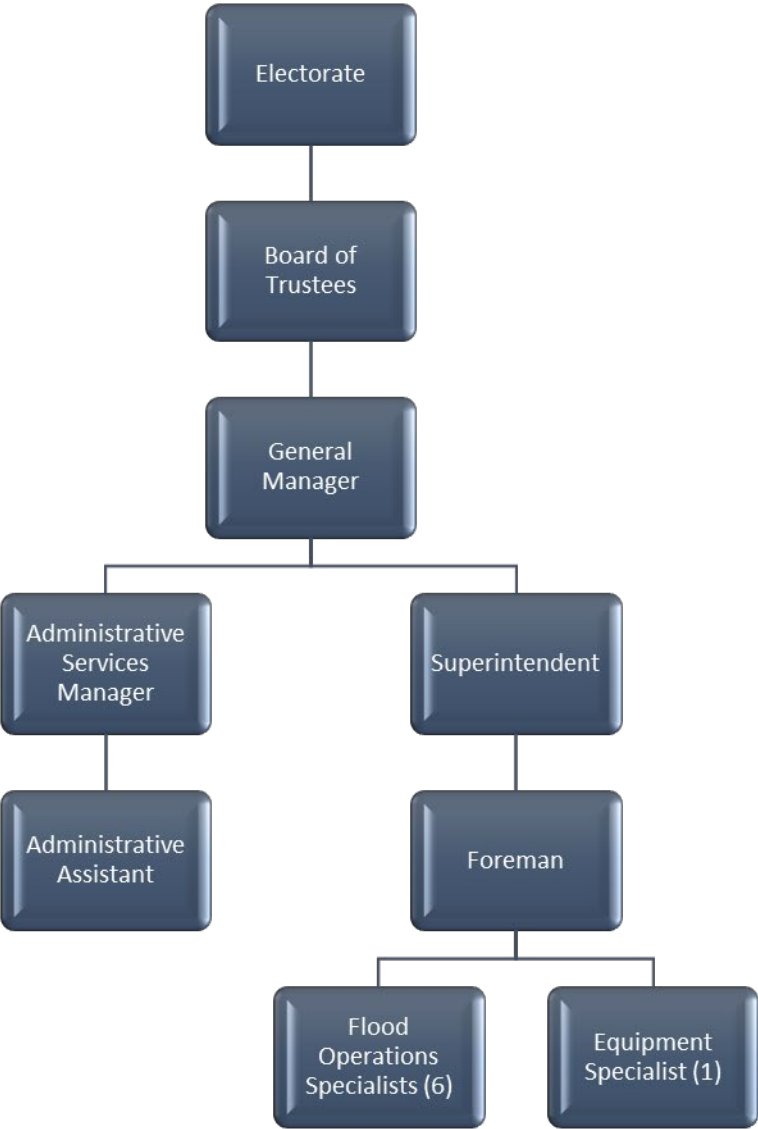 Electorate
Board of
Trustees
General
Manager
Administrative
Services
Manager
Superintendent
Administrative
Assistant
Foreman
Flood
Operations
Specialists (6)
Equipment
Specialist (1)